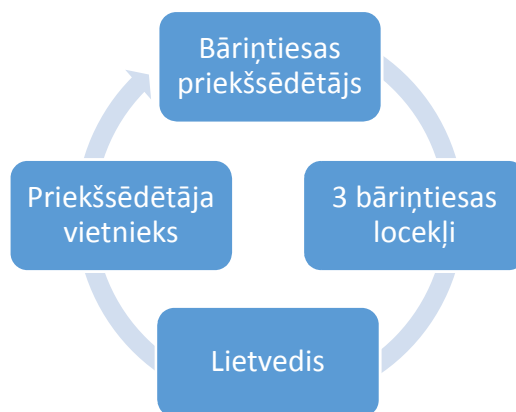 Bāriņtiesas
priekšsēdētājs
Priekšsēdētāja
vietnieks
3 bāriņtiesas
locekļi
Lietvedis